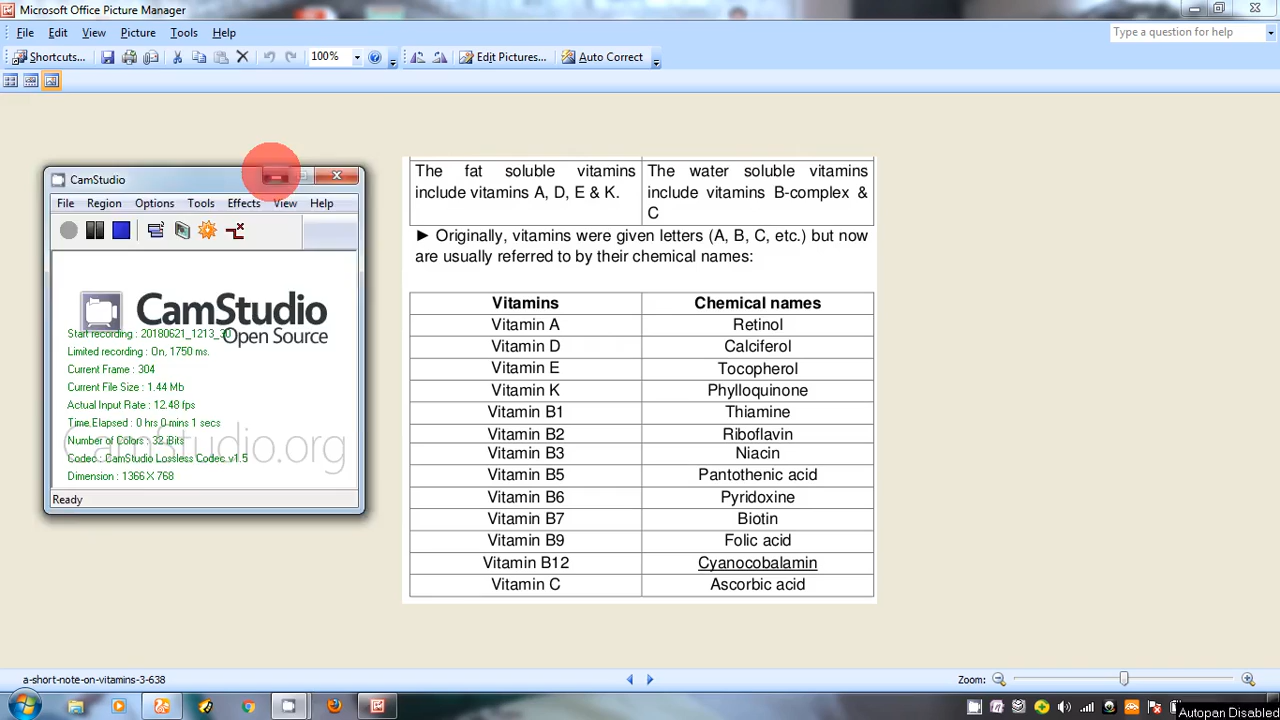 Microsoft Office Picture Manager
File Edit View Picture Tools Help
Type a question for help
Shortcuts... 100% Edit Pictures... Auto Correct
CamStudio
File Region Options Tools Effects View Help
CamStudio
Open Source
Start recording : 20180621_1213_30
Limited recording : On, 1750 ms.
Current Frame : 304
Current File Size : 1.44 Mb
Actual Input Rate : 12.48 fps
Time Elapsed : 0 hrs 0 mins 1 secs
Number of Colors : 32 Bits
CamStudio.org
Codec : CamStudio Lossless Codec v1.5
Dimension : 1366 X 768
Ready
The fat soluble vitamins
include vitamins A, D, E & K.
The water soluble vitamins
include vitamins B-complex &
C
► Originally, vitamins were given letters (A, B, C, etc.) but now
are usually referred to by their chemical names:
Vitamins Chemical names
Vitamin A Retinol
Vitamin D Calciferol
Vitamin E Tocopherol
Vitamin K Phylloquinone
Vitamin B1 Thiamine
Vitamin B2 Riboflavin
Vitamin B3 Niacin
Vitamin B5 Pantothenic acid
Vitamin B6 Pyridoxine
Vitamin B7 Biotin
Vitamin B9 Folic acid
Vitamin B12 Cyanocobalamin
Vitamin C Ascorbic acid
a-short-note-on-vitamins-3-638
Zoom:
Autopan Disabled